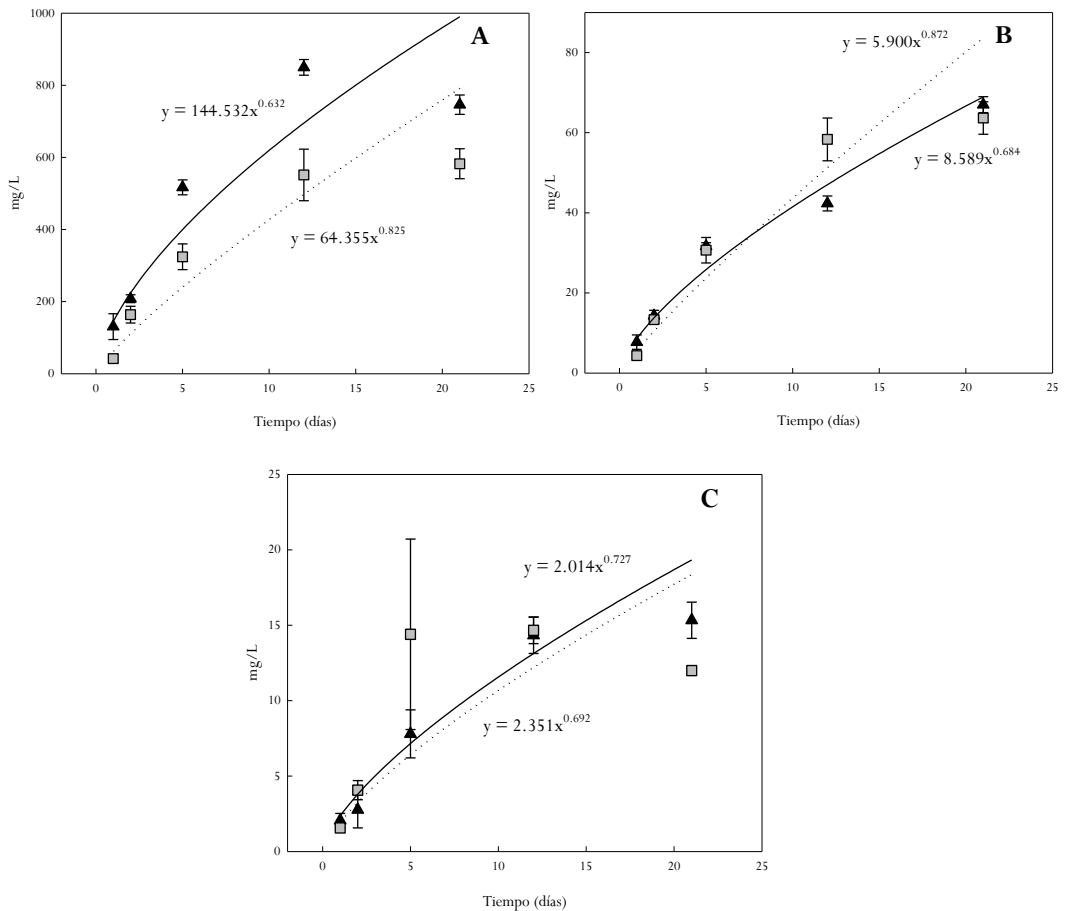 A
1000
800
600
400
200
0
mg/L
y = 144.532x^0.632
y = 64.355x^0.825
0 5 10 15 20 25
Tiempo (días)
B
80
60
40
20
0
mg/L
y = 5.900x^0.872
y = 8.589x^0.684
0 5 10 15 20 25
Tiempo (días)
C
25
20
15
10
5
0
mg/L
y = 2.014x^0.727
y = 2.351x^0.692
0 5 10 15 20 25
Tiempo (días)